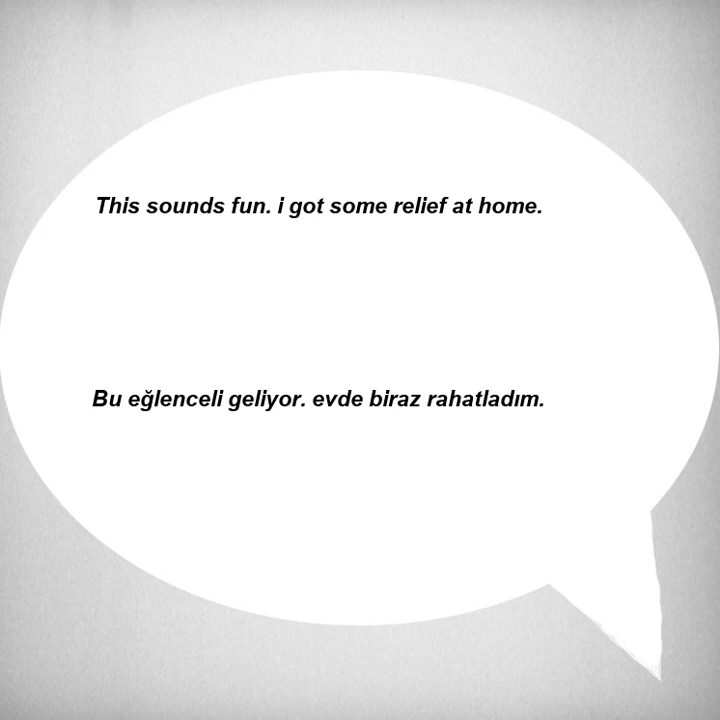 This sounds fun. i got some relief at home.
Bu eğlenceli geliyor. evde biraz rahatladım.